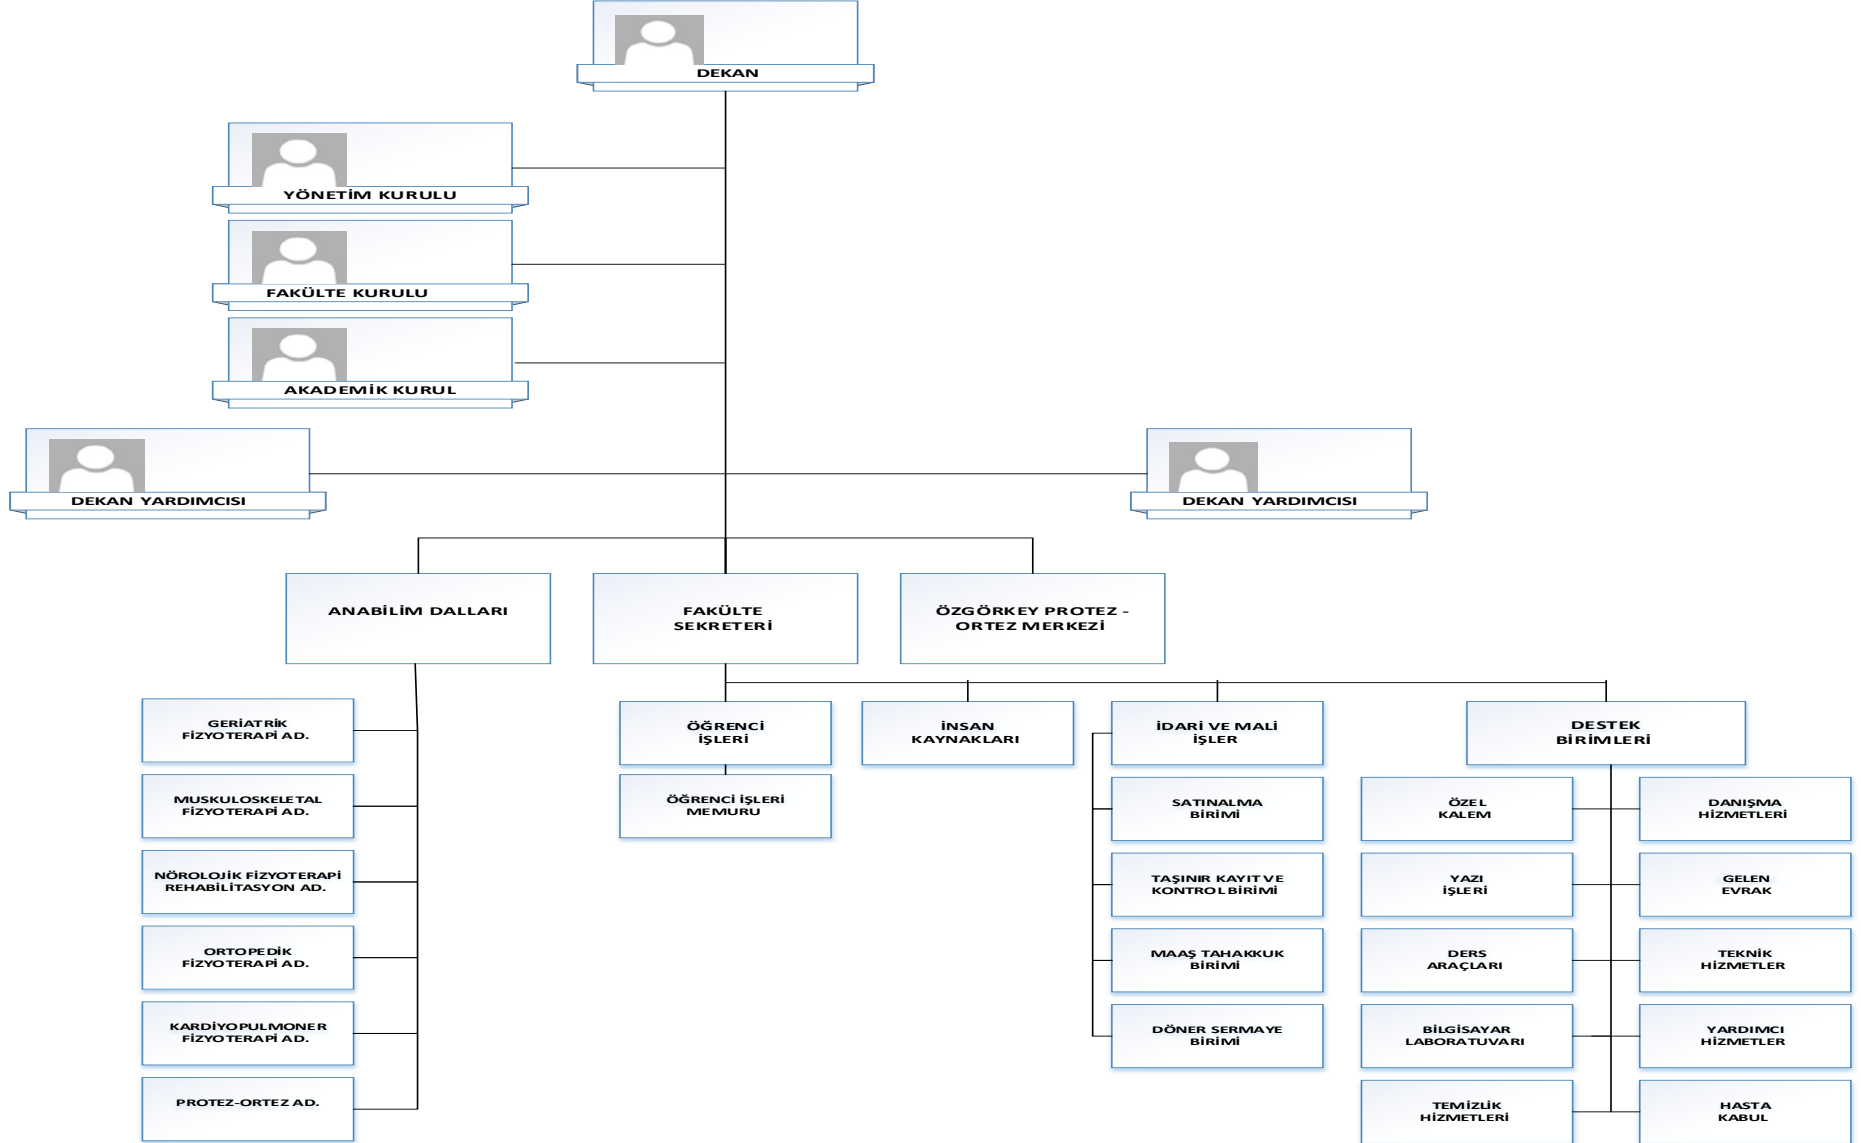 DEKAN
YÖNETİM KURULU
FAKÜLTE KURULU
AKADEMİK KURUL
DEKAN YARDIMCISI
DEKAN YARDIMCISI
ANABİLİM DALLARI
FAKÜLTE
SEKRETERİ
ÖZGÖRKEY PROTEZ -
ORTEZ MERKEZİ
GERİATRİK
FİZYOTERAPİ AD.
MUSKULOSKELETAL
FİZYOTERAPİ AD.
NÖROLOJİK FİZYOTERAPİ
REHABİLİTASYON AD.
ORTOPEDİK
FİZYOTERAPİ AD.
KARDİYOPULMONER
FİZYOTERAPİ AD.
PROTEZ-ORTEZ AD.
ÖĞRENCİ
İŞLERİ
ÖĞRENCİ İŞLERİ
MEMURU
İNSAN
KAYNAKLARI
İDARİ VE MALİ
İŞLER
SATINALMA
BİRİMİ
TAŞINIR KAYIT VE
KONTROL BİRİMİ
MAAŞ TAHAKKUK
BİRİMİ
DÖNER SERMAYE
BİRİMİ
DESTEK
BİRİMLERİ
ÖZEL
KALEM
YAZI
İŞLERİ
DERS
ARAÇLARI
BİLGİSAYAR
LABORATUVARI
TEMİZLİK
HİZMETLERİ
DANIŞMA
HİZMETLERİ
GELEN
EVRAK
TEKNİK
HİZMETLER
YARDIMCI
HİZMETLER
HASTA
KABUL